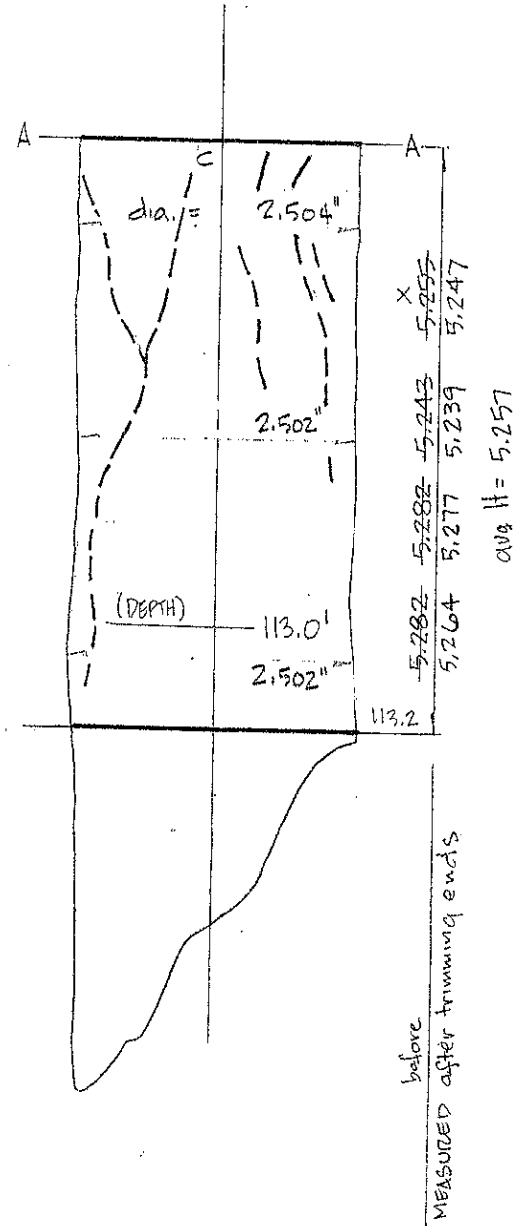 A A
C
dia. = 2.504"
2.502"
(DEPTH) 113.0'
2.502"
113.2
5.282 5.282 5.243 5.255 x
5.264 5.277 5.239 5.247
avg Ht = 5.257
before
MEASURED after trimming ends